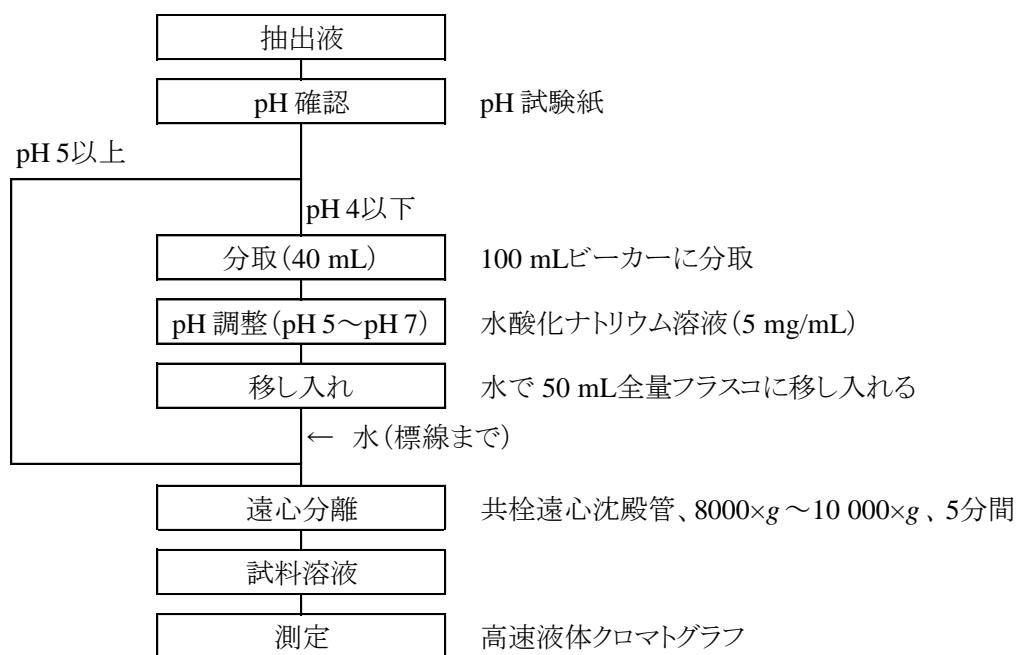 抽出液
pH 確認 pH 試験紙
pH 5以上
pH 4以下
分取(40 mL) 100 mLビーカーに分取
pH 調整(pH 5～pH 7) 水酸化ナトリウム溶液(5 mg/mL)
移し入れ 水で 50 mL全量フラスコに移し入れる
← 水(標線まで)
遠心分離 共栓遠心沈殿管、8000×g ～10 000×g 、5分間
試料溶液
測定 高速液体クロマトグラフ